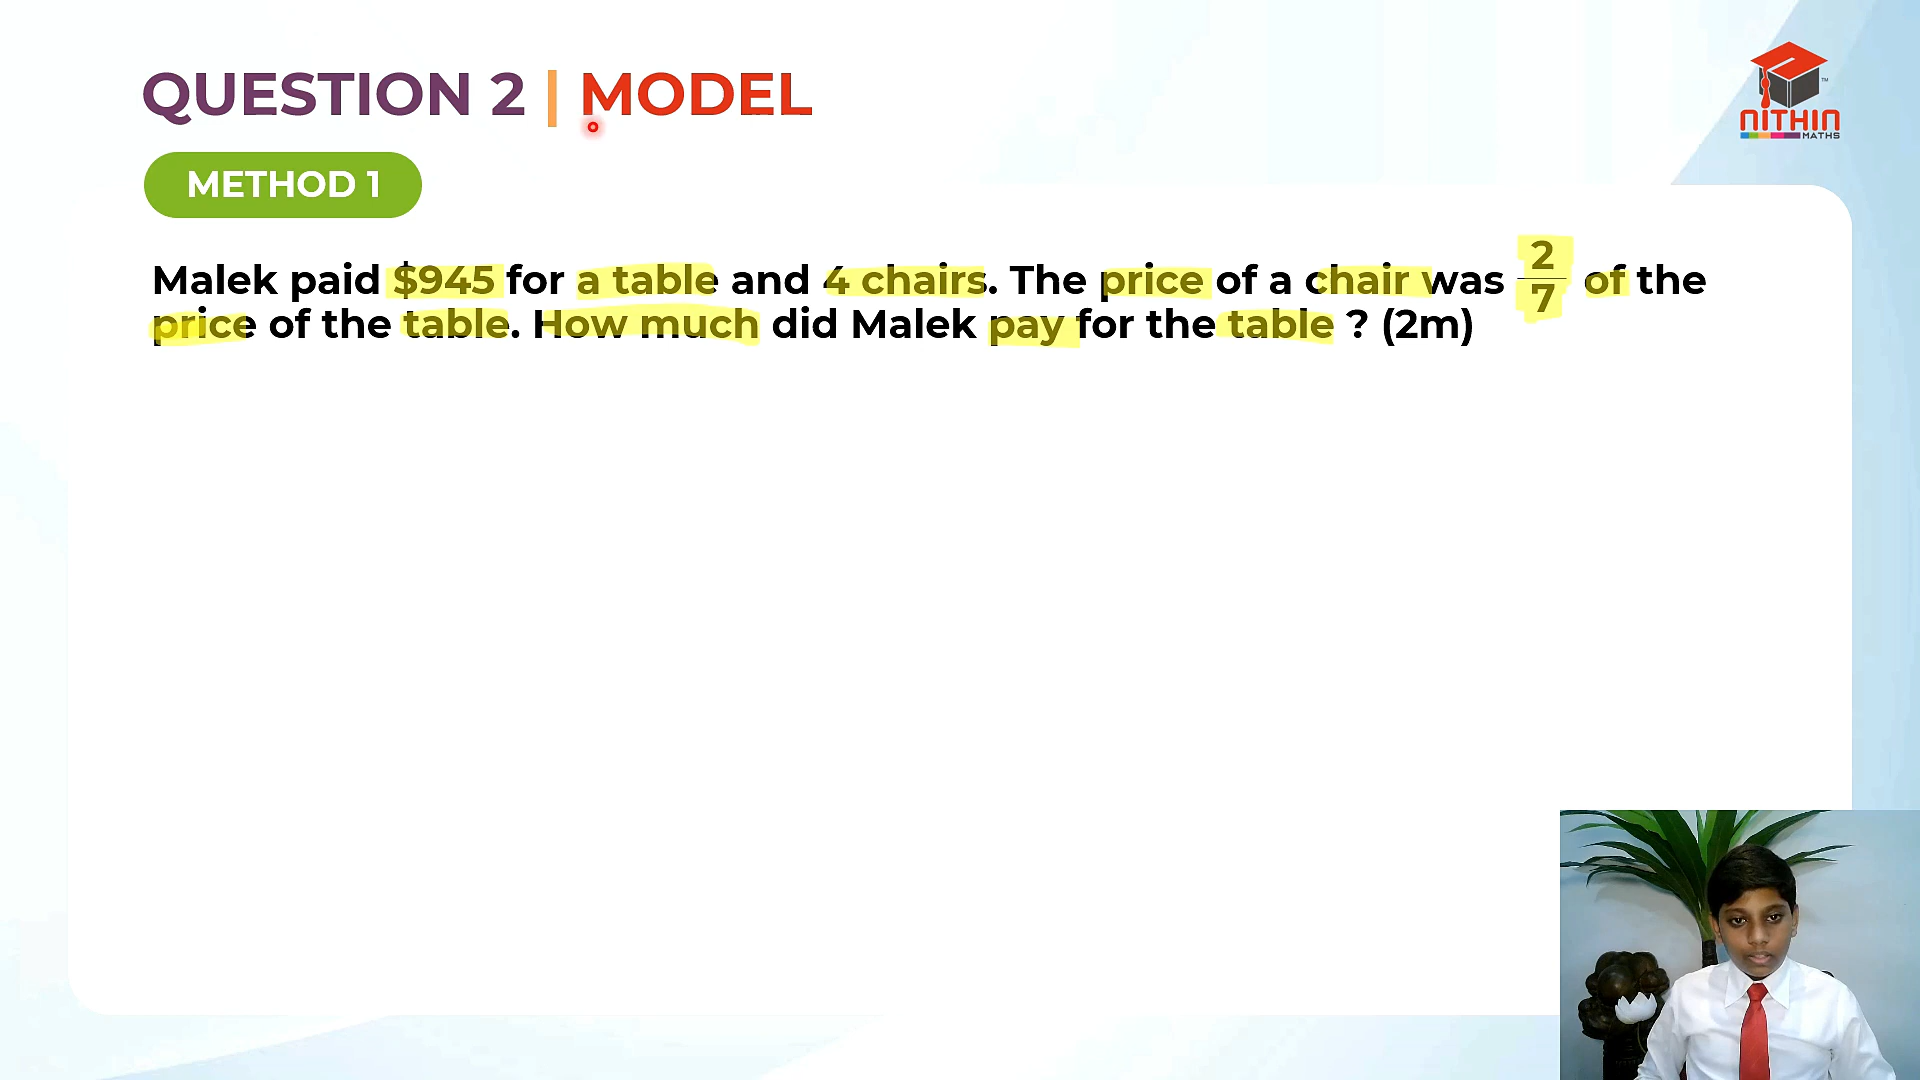 QUESTION 2 | MODEL
NITHIN
MATHS
TM
METHOD 1
Malek paid $945 for a table and 4 chairs. The price of a chair was 2/7 of the
price of the table. How much did Malek pay for the table ? (2m)